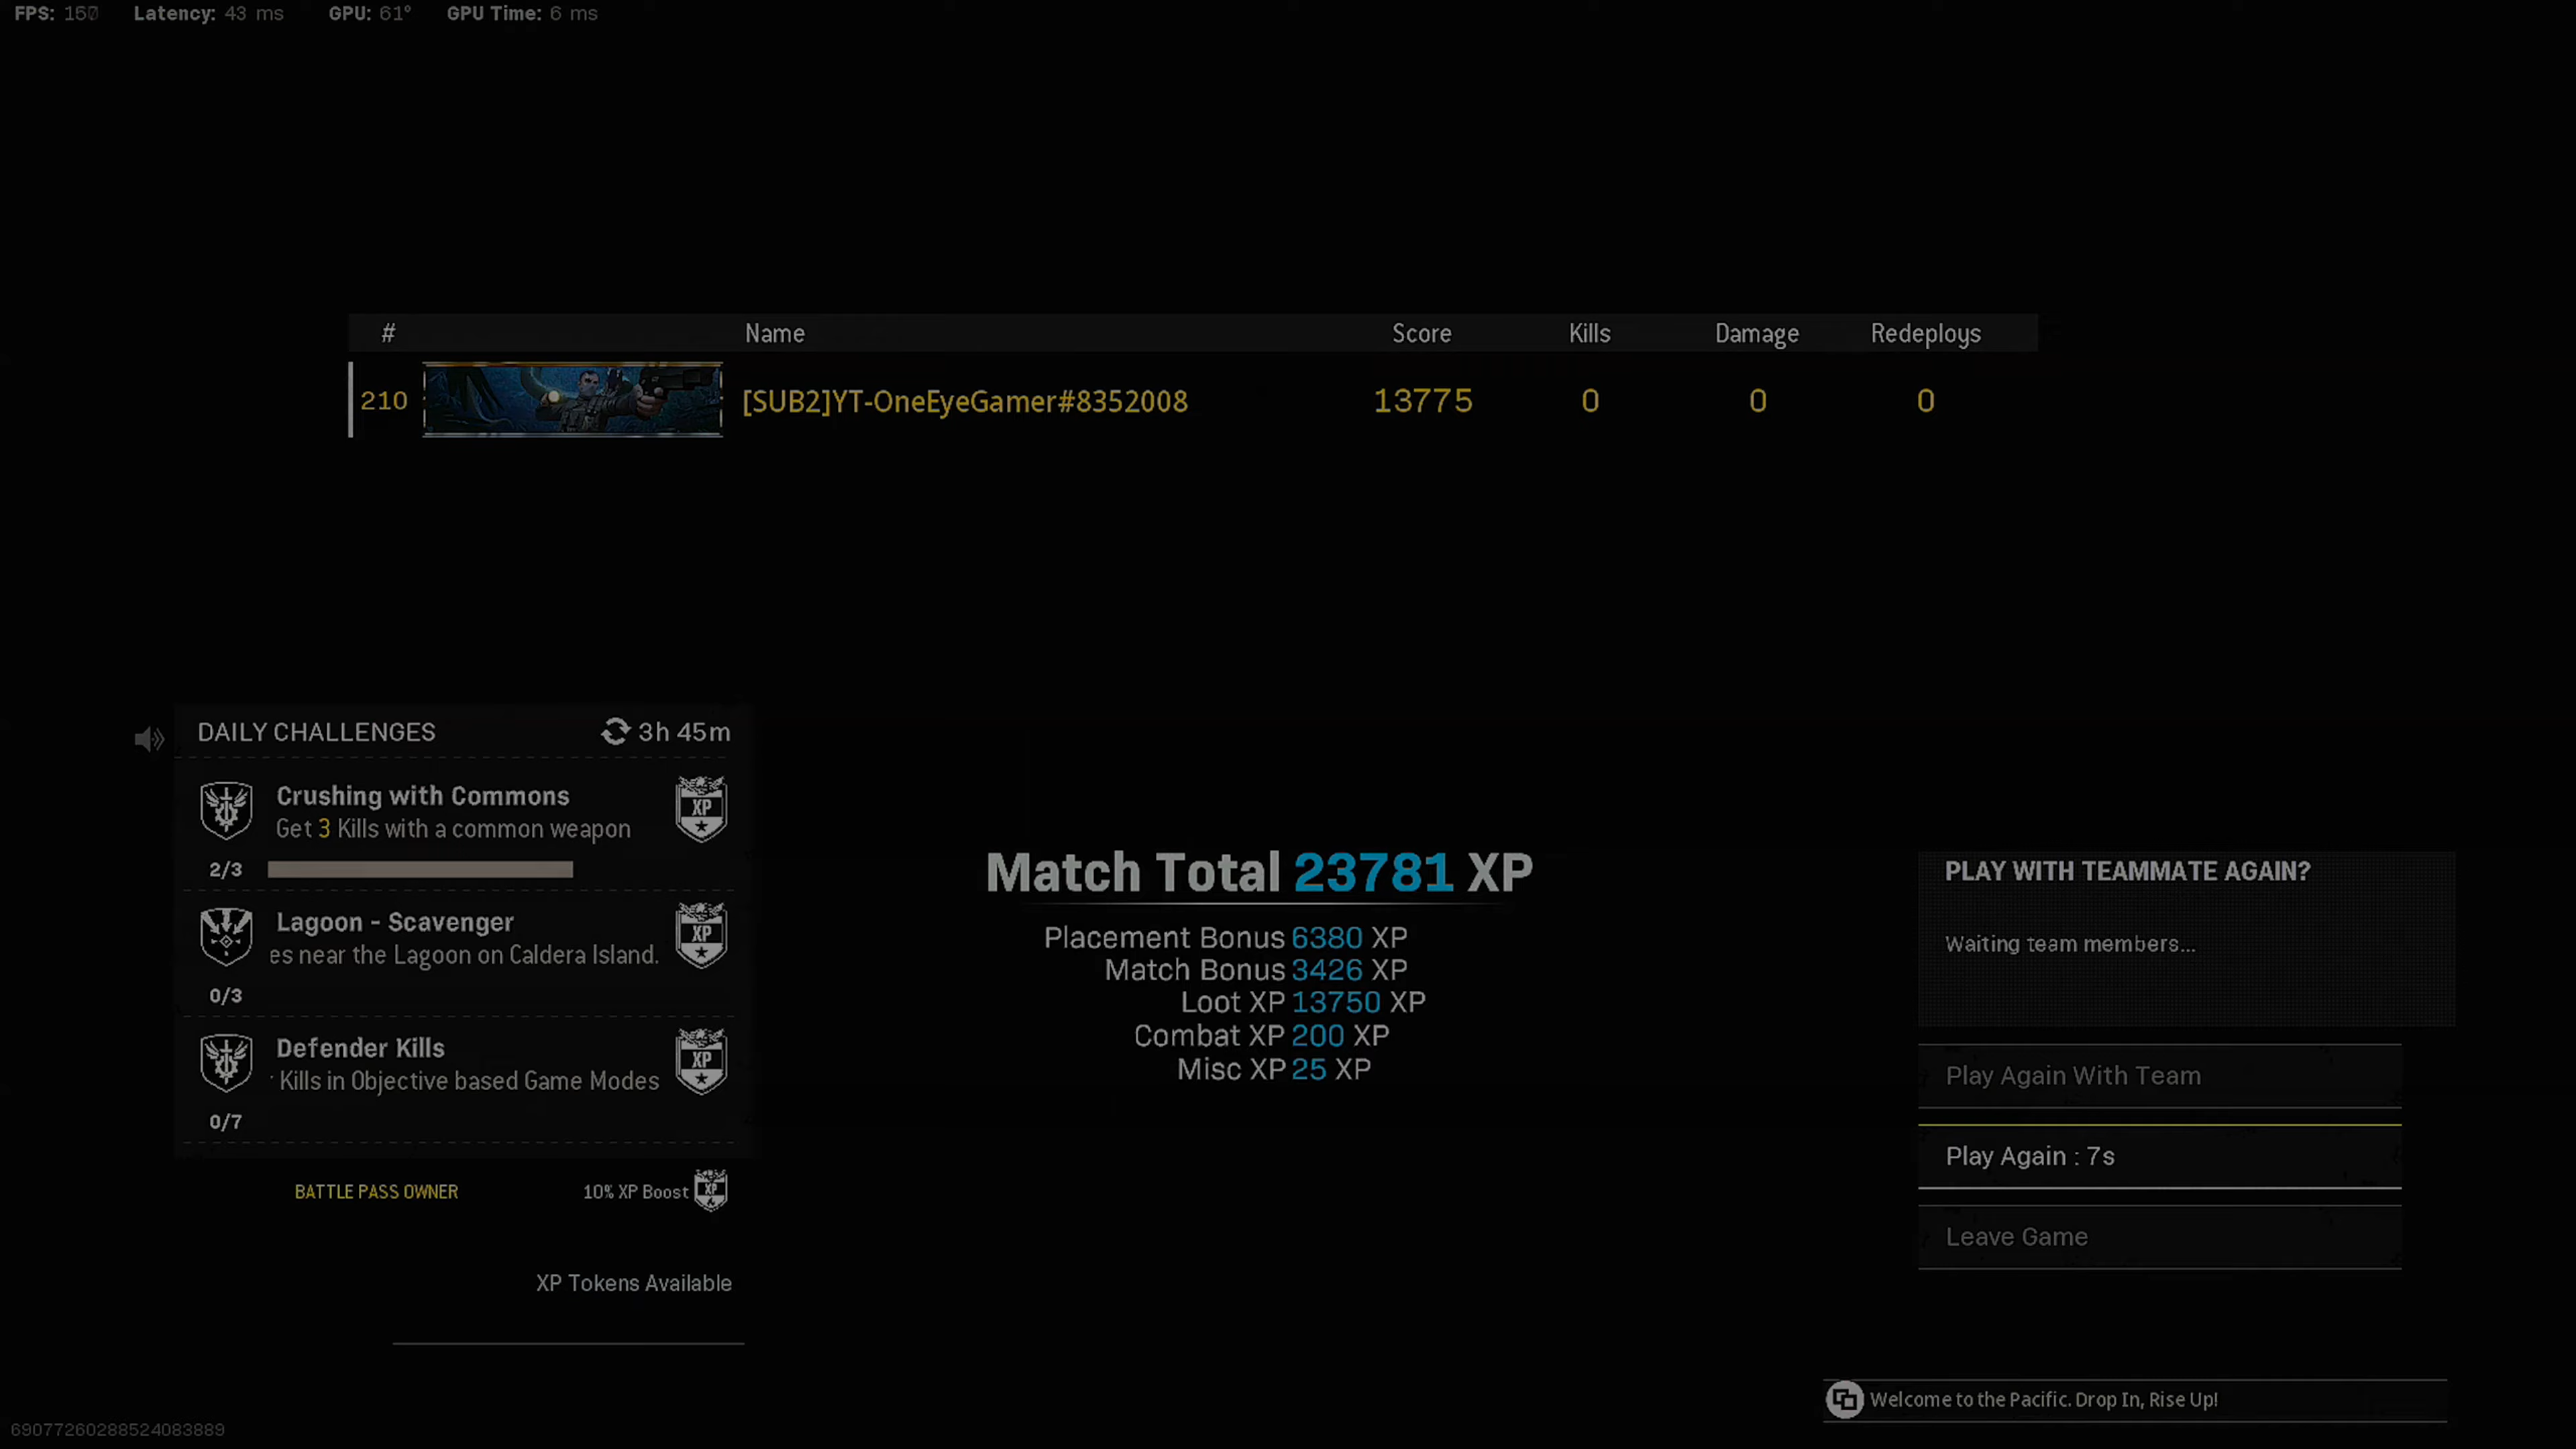 FPS: 150 Latency: 43 ms GPU: 61° GPU Time: 6 ms
# Name Score Kills Damage Redeploys
210 [SUB2]YT-OneEyeGamer#8352008 13775 0 0 0
DAILY CHALLENGES 3h 45m
Crushing with Commons
Get 3 Kills with a common weapon
XP
2/3
Lagoon - Scavenger
es near the Lagoon on Caldera Island.
XP
0/3
Defender Kills
Kills in Objective based Game Modes
XP
0/7
BATTLE PASS OWNER 10% XP Boost XP
XP Tokens Available
Match Total 23781 XP
Placement Bonus 6380 XP
Match Bonus 3426 XP
Loot XP 13750 XP
Combat XP 200 XP
Misc XP 25 XP
PLAY WITH TEAMMATE AGAIN?
Waiting team members...
Play Again With Team
Play Again : 7s
Leave Game
Welcome to the Pacific. Drop In, Rise Up!
69077260288524083889